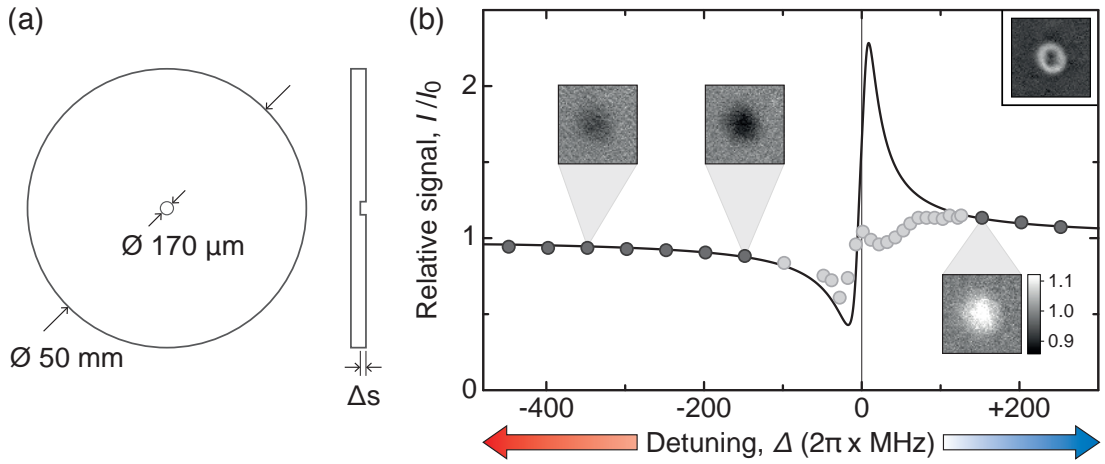 (a)
Ø 170 µm
Ø 50 mm
Δs
(b)
Relative signal, I/I0
2
1
0
1.1
1.0
0.9
-400 -200 0 +200
Detuning, Δ (2π x MHz)